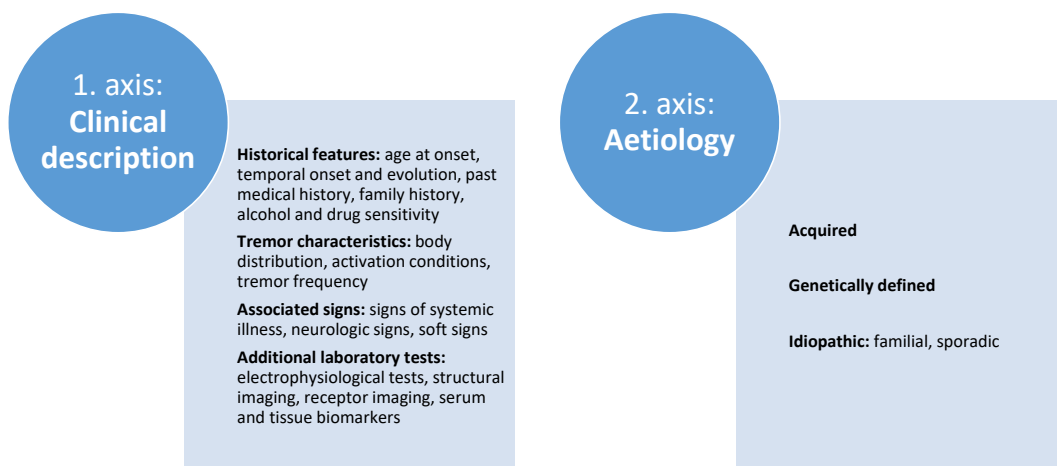 1. axis:
Clinical
description
Historical features: age at onset,
temporal onset and evolution, past
medical history, family history,
alcohol and drug sensitivity
Tremor characteristics: body
distribution, activation conditions,
tremor frequency
Associated signs: signs of systemic
illness, neurologic signs, soft signs
Additional laboratory tests:
electrophysiological tests, structural
imaging, receptor imaging, serum
and tissue biomarkers
2. axis:
Aetiology
Acquired
Genetically defined
Idiopathic: familial, sporadic